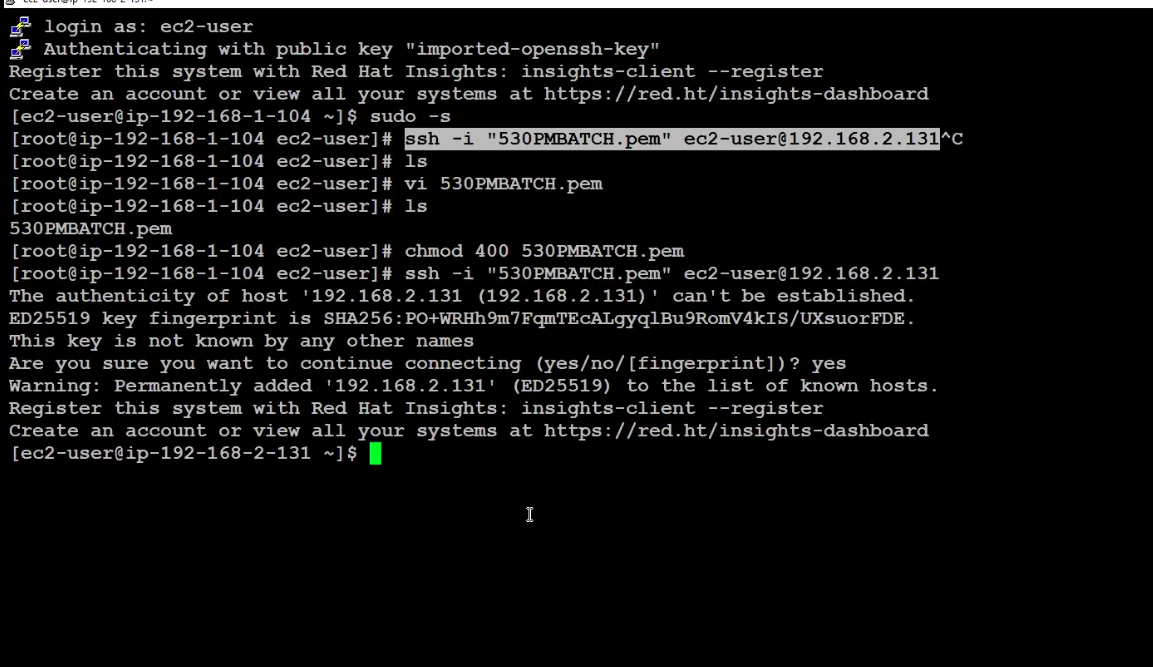 login as: ec2-user
Authenticating with public key "imported-openssh-key"
Register this system with Red Hat Insights: insights-client --register
Create an account or view all your systems at https://red.ht/insights-dashboard
[ec2-user@ip-192-168-1-104 ~]$ sudo -s
[root@ip-192-168-1-104 ec2-user]# ssh -i "530PMBATCH.pem" ec2-user@192.168.2.131^C
[root@ip-192-168-1-104 ec2-user]# ls
[root@ip-192-168-1-104 ec2-user]# vi 530PMBATCH.pem
[root@ip-192-168-1-104 ec2-user]# ls
530PMBATCH.pem
[root@ip-192-168-1-104 ec2-user]# chmod 400 530PMBATCH.pem
[root@ip-192-168-1-104 ec2-user]# ssh -i "530PMBATCH.pem" ec2-user@192.168.2.131
The authenticity of host '192.168.2.131 (192.168.2.131)' can't be established.
ED25519 key fingerprint is SHA256:PO+WRHh9m7FqmTEcALgyqlBu9RomV4kIS/UXsuorFDE.
This key is not known by any other names
Are you sure you want to continue connecting (yes/no/[fingerprint])? yes
Warning: Permanently added '192.168.2.131' (ED25519) to the list of known hosts.
Register this system with Red Hat Insights: insights-client --register
Create an account or view all your systems at https://red.ht/insights-dashboard
[ec2-user@ip-192-168-2-131 ~]$